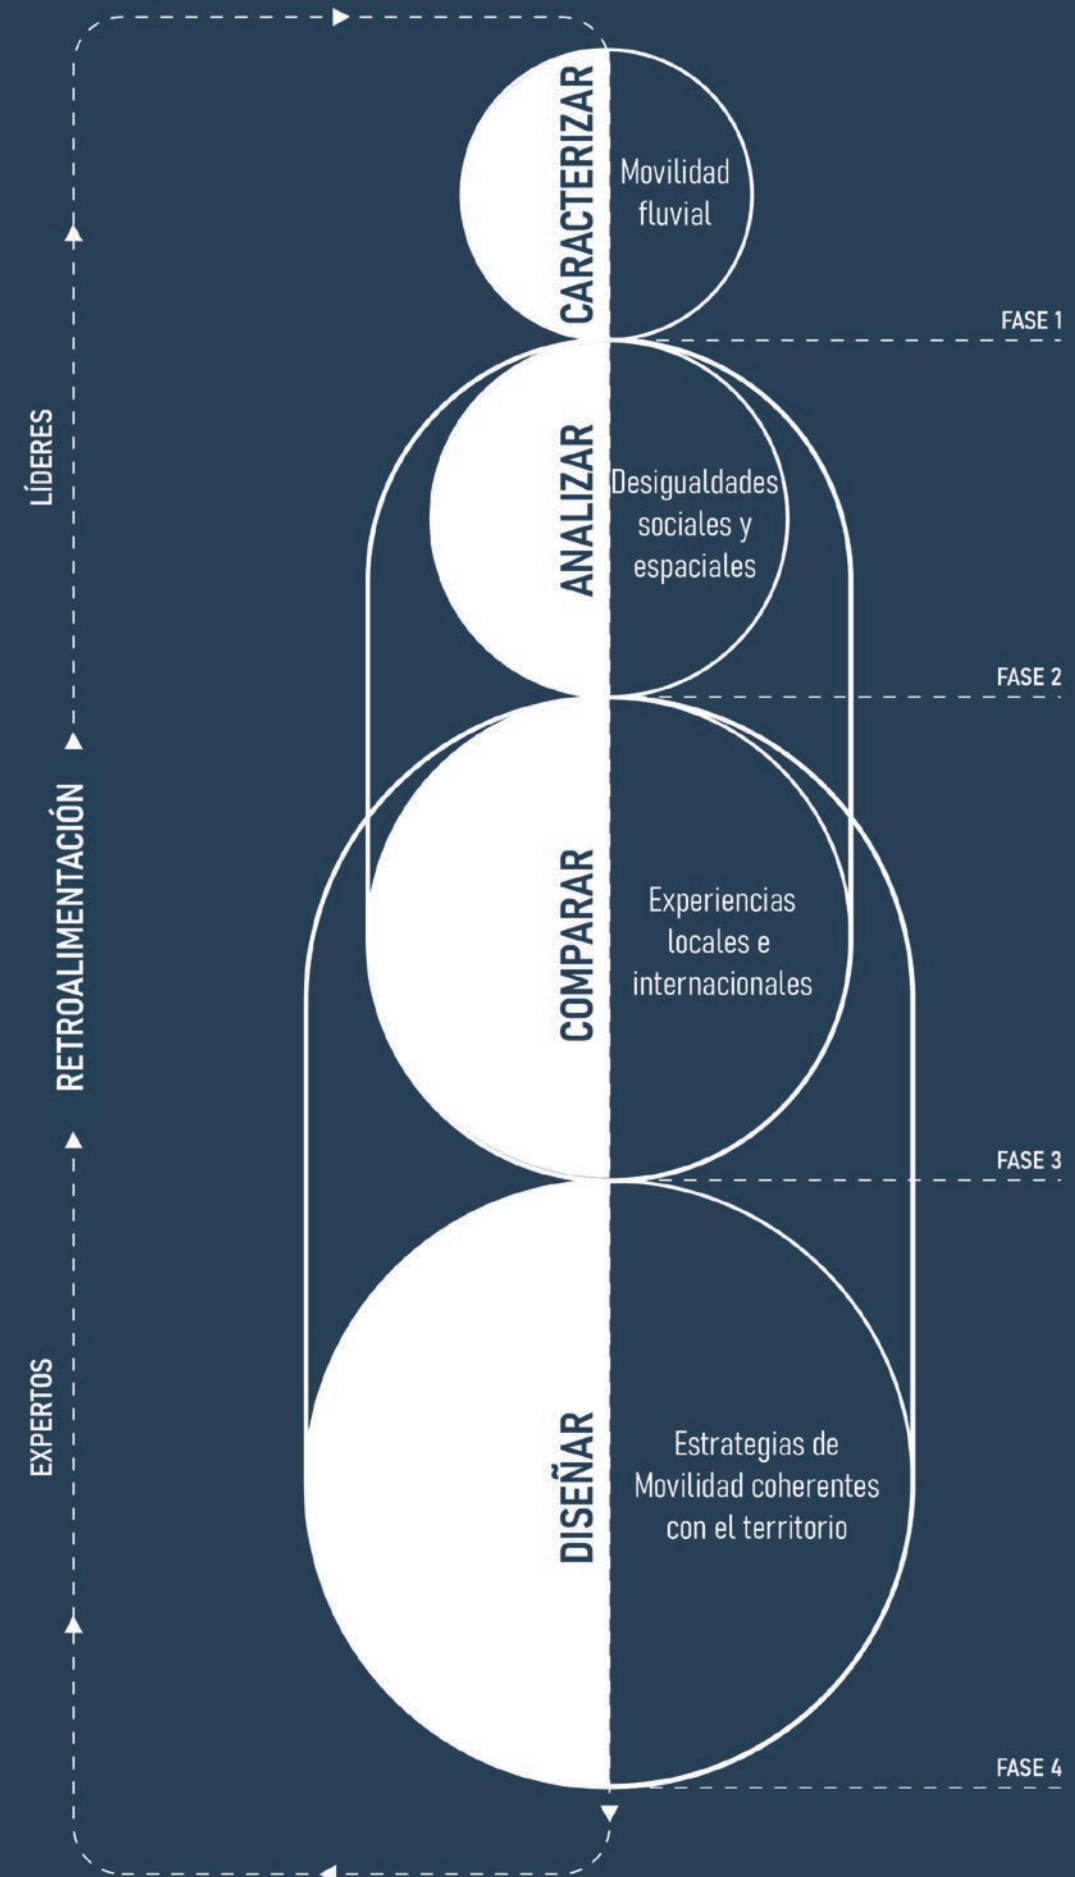 CARACTERIZAR
Movilidad
fluvial
FASE 1
LÍDERES
ANALIZAR
Desigualdades
sociales y
espaciales
FASE 2
RETROALIMENTACIÓN
COMPARAR
Experiencias
locales e
internacionales
FASE 3
EXPERTOS
DISEÑAR
Estrategias de
Movilidad coherentes
con el territorio
FASE 4